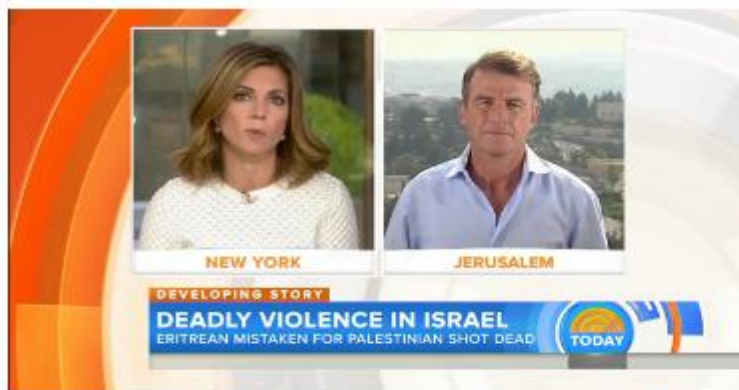 NEW YORK
JERUSALEM
DEVELOPING STORY
DEADLY VIOLENCE IN ISRAEL
ERITREAN MISTAKEN FOR PALESTINIAN SHOT DEAD
TODAY